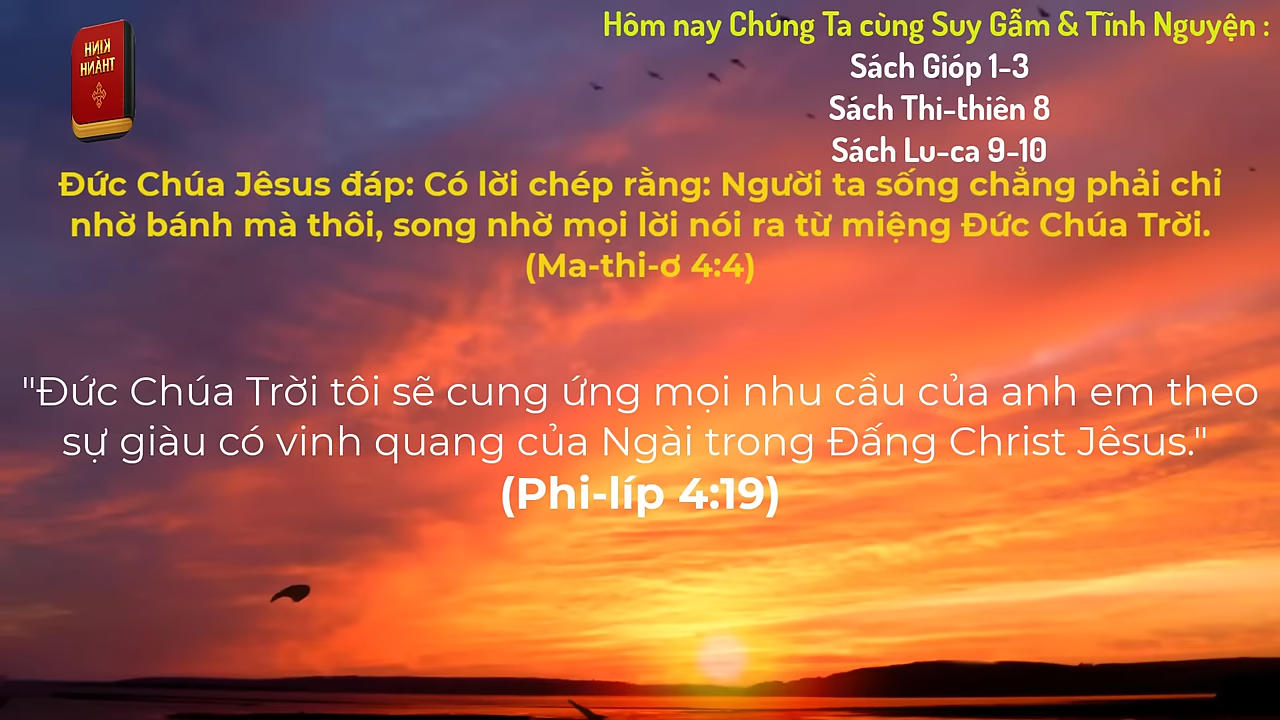 KINH
THÁNH
Hôm nay Chúng Ta cùng Suy Gẫm & Tĩnh Nguyện :
Sách Gióp 1-3
Sách Thi-thiên 8
Sách Lu-ca 9-10
Đức Chúa Jêsus đáp: Có lời chép rằng: Người ta sống chẳng phải chỉ
nhờ bánh mà thôi, song nhờ mọi lời nói ra từ miệng Đức Chúa Trời.
(Ma-thi-ơ 4:4)
"Đức Chúa Trời tôi sẽ cung ứng mọi nhu cầu của anh em theo
sự giàu có vinh quang của Ngài trong Đấng Christ Jêsus."
(Phi-líp 4:19)